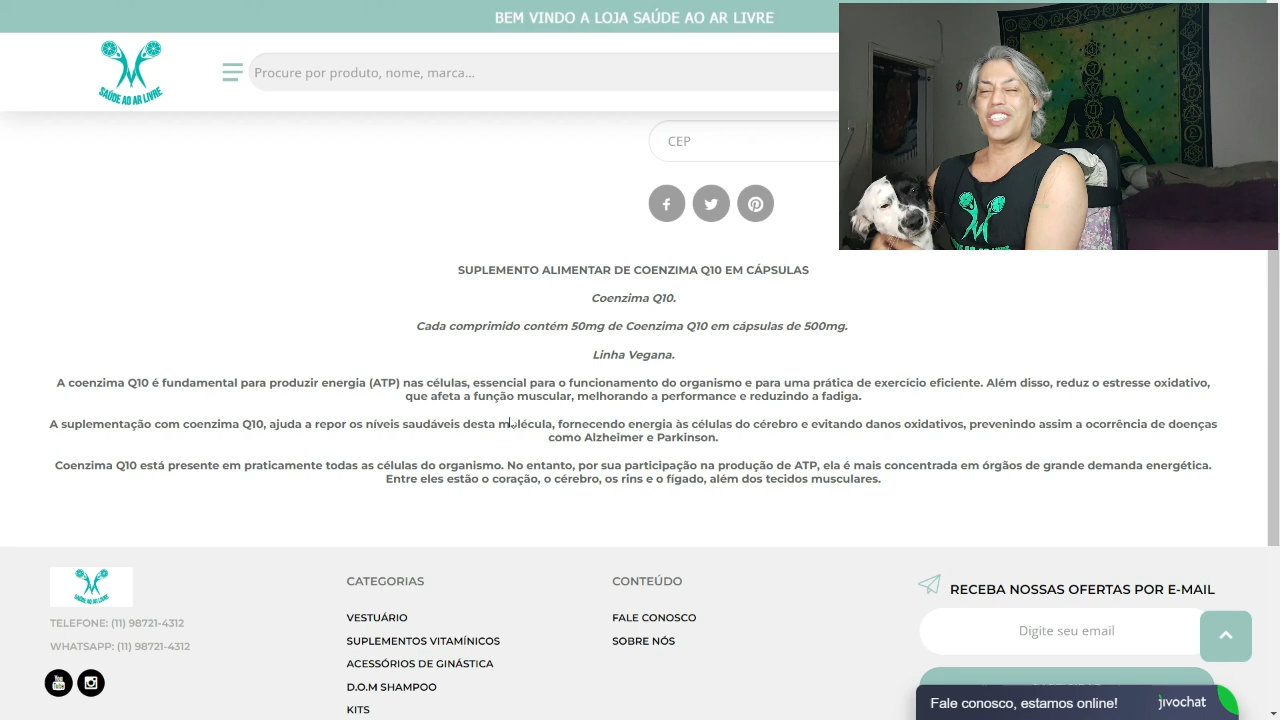 BEM VINDO A LOJA SAÚDE AO AR LIVRE
SAÚDE AO AR LIVRE
Procure por produto, nome, marca...
CEP
SUPLEMENTO ALIMENTAR DE COENZIMA Q10 EM CÁPSULAS
Coenzima Q10.
Cada comprimido contém 50mg de Coenzima Q10 em cápsulas de 500mg.
Linha Vegana.
A coenzima Q10 é fundamental para produzir energia (ATP) nas células, essencial para o funcionamento do organismo e para uma prática de exercício eficiente. Além disso, reduz o estresse oxidativo,
que afeta a função muscular, melhorando a performance e reduzindo a fadiga.
A suplementação com coenzima Q10, ajuda a repor os níveis saudáveis desta molécula, fornecendo energia às células do cérebro e evitando danos oxidativos, prevenindo assim a ocorrência de doenças
como Alzheimer e Parkinson.
Coenzima Q10 está presente em praticamente todas as células do organismo. No entanto, por sua participação na produção de ATP, ela é mais concentrada em órgãos de grande demanda energética.
Entre eles estão o coração, o cérebro, os rins e o fígado, além dos tecidos musculares.
SAÚDE AO AR LIVRE
TELEFONE: (11) 98721-4312
WHATSAPP: (11) 98721-4312
CATEGORIAS
VESTUÁRIO
SUPLEMENTOS VITAMÍNICOS
ACESSÓRIOS DE GINÁSTICA
D.O.M SHAMPOO
KITS
CONTEÚDO
FALE CONOSCO
SOBRE NÓS
RECEBA NOSSAS OFERTAS POR E-MAIL
Digite seu email
Fale conosco, estamos online!
jivochat